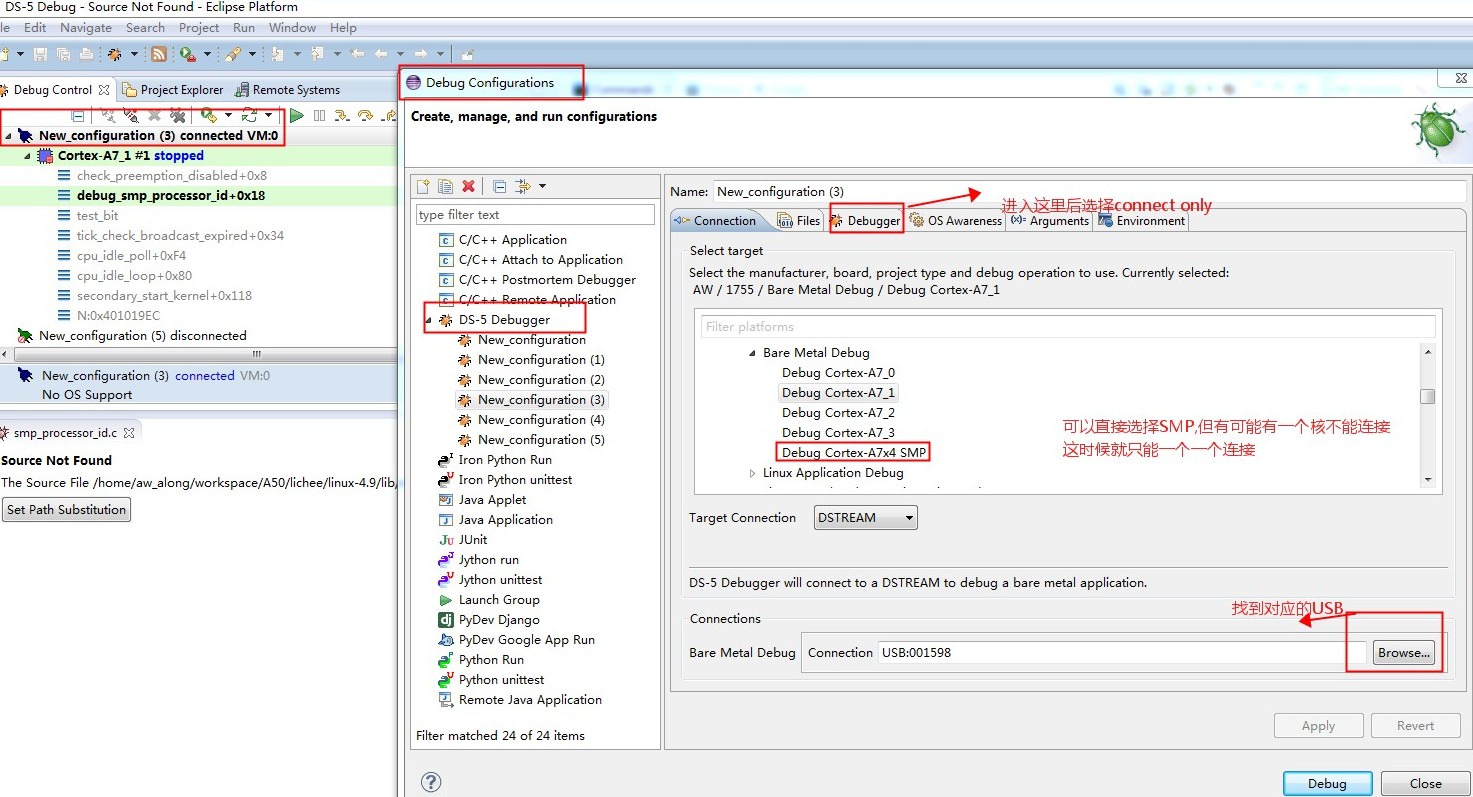 DS-5 Debug - Source Not Found - Eclipse Platform
le Edit Navigate Search Project Run Window Help
Debug Control Project Explorer Remote Systems
New_configuration (3) connected VM:0
Cortex-A7_1 #1 stopped
check_preemption_disabled+0x8
debug_smp_processor_id+0x18
test_bit
tick_check_broadcast_expired+0x34
cpu_idle_poll+0xF4
cpu_idle_loop+0x80
secondary_start_kernel+0x118
N:0x401019EC
New_configuration (5) disconnected
New_configuration (3) connected VM:0
No OS Support
smp_processor_id.c
Source Not Found
The Source File /home/aw_along/workspace/A50/lichee/linux-4.9/lib/
Set Path Substitution
Debug Configurations
Create, manage, and run configurations
type filter text
C/C++ Application
C/C++ Attach to Application
C/C++ Postmortem Debugger
C/C++ Remote Application
DS-5 Debugger
New_configuration
New_configuration (1)
New_configuration (2)
New_configuration (3)
New_configuration (4)
New_configuration (5)
Iron Python Run
Iron Python unittest
Java Applet
Java Application
JUnit
Jython run
Jython unittest
Launch Group
PyDev Django
PyDev Google App Run
Python Run
Python unittest
Remote Java Application
Filter matched 24 of 24 items
Name: New_configuration (3)
进入这里后选择connect only
Connection Files Debugger OS Awareness Arguments Environment
Select target
Select the manufacturer, board, project type and debug operation to use. Currently selected:
AW / 1755 / Bare Metal Debug / Debug Cortex-A7_1
Filter platforms
Bare Metal Debug
Debug Cortex-A7_0
Debug Cortex-A7_1
Debug Cortex-A7_2
Debug Cortex-A7_3
Debug Cortex-A7x4 SMP
Linux Application Debug
可以直接选择SMP,但有可能有一个核不能连接
这时候就只能一个一个连接
Target Connection DSTREAM
DS-5 Debugger will connect to a DSTREAM to debug a bare metal application.
Connections
找到对应的USB
Bare Metal Debug Connection USB:001598 Browse...
Apply Revert
Debug Close